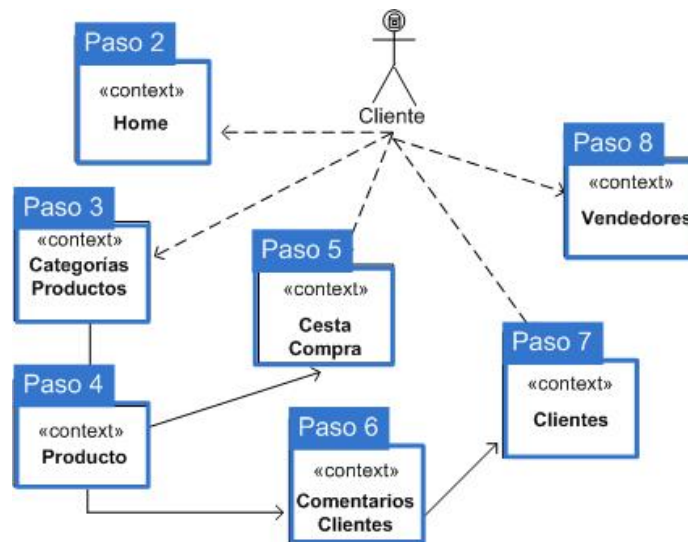 Paso 2
«context»
Home
Cliente
Paso 8
«context»
Vendedores
Paso 3
«context»
Categorías
Productos
Paso 5
«context»
Cesta
Compra
Paso 7
«context»
Clientes
Paso 4
«context»
Producto
Paso 6
«context»
Comentarios
Clientes